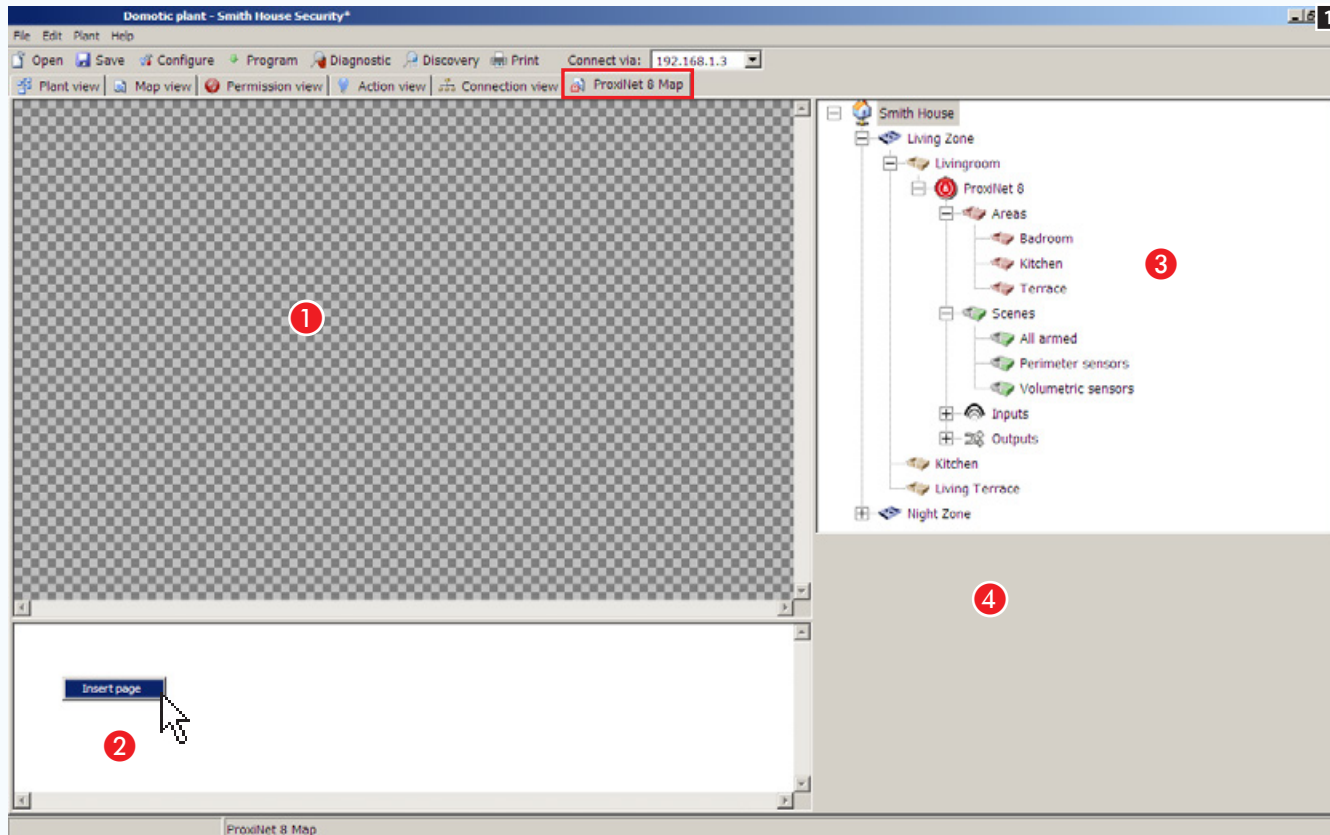 Domotic plant - Smith House Security*
1
File Edit Plant Help
Open Save Configure Program Diagnostic Discovery Print Connect via: 192.168.1.3
Plant view Map view Permission view Action view Connection view ProxiNet 8 Map
Smith House
Living Zone
Livingroom
ProxiNet 8
Areas
Badroom
Kitchen
Terrace
Scenes
All armed
Perimeter sensors
Volumetric sensors
Inputs
Outputs
Kitchen
Living Terrace
Night Zone
1
3
4
Insert page
2
ProxiNet 8 Map